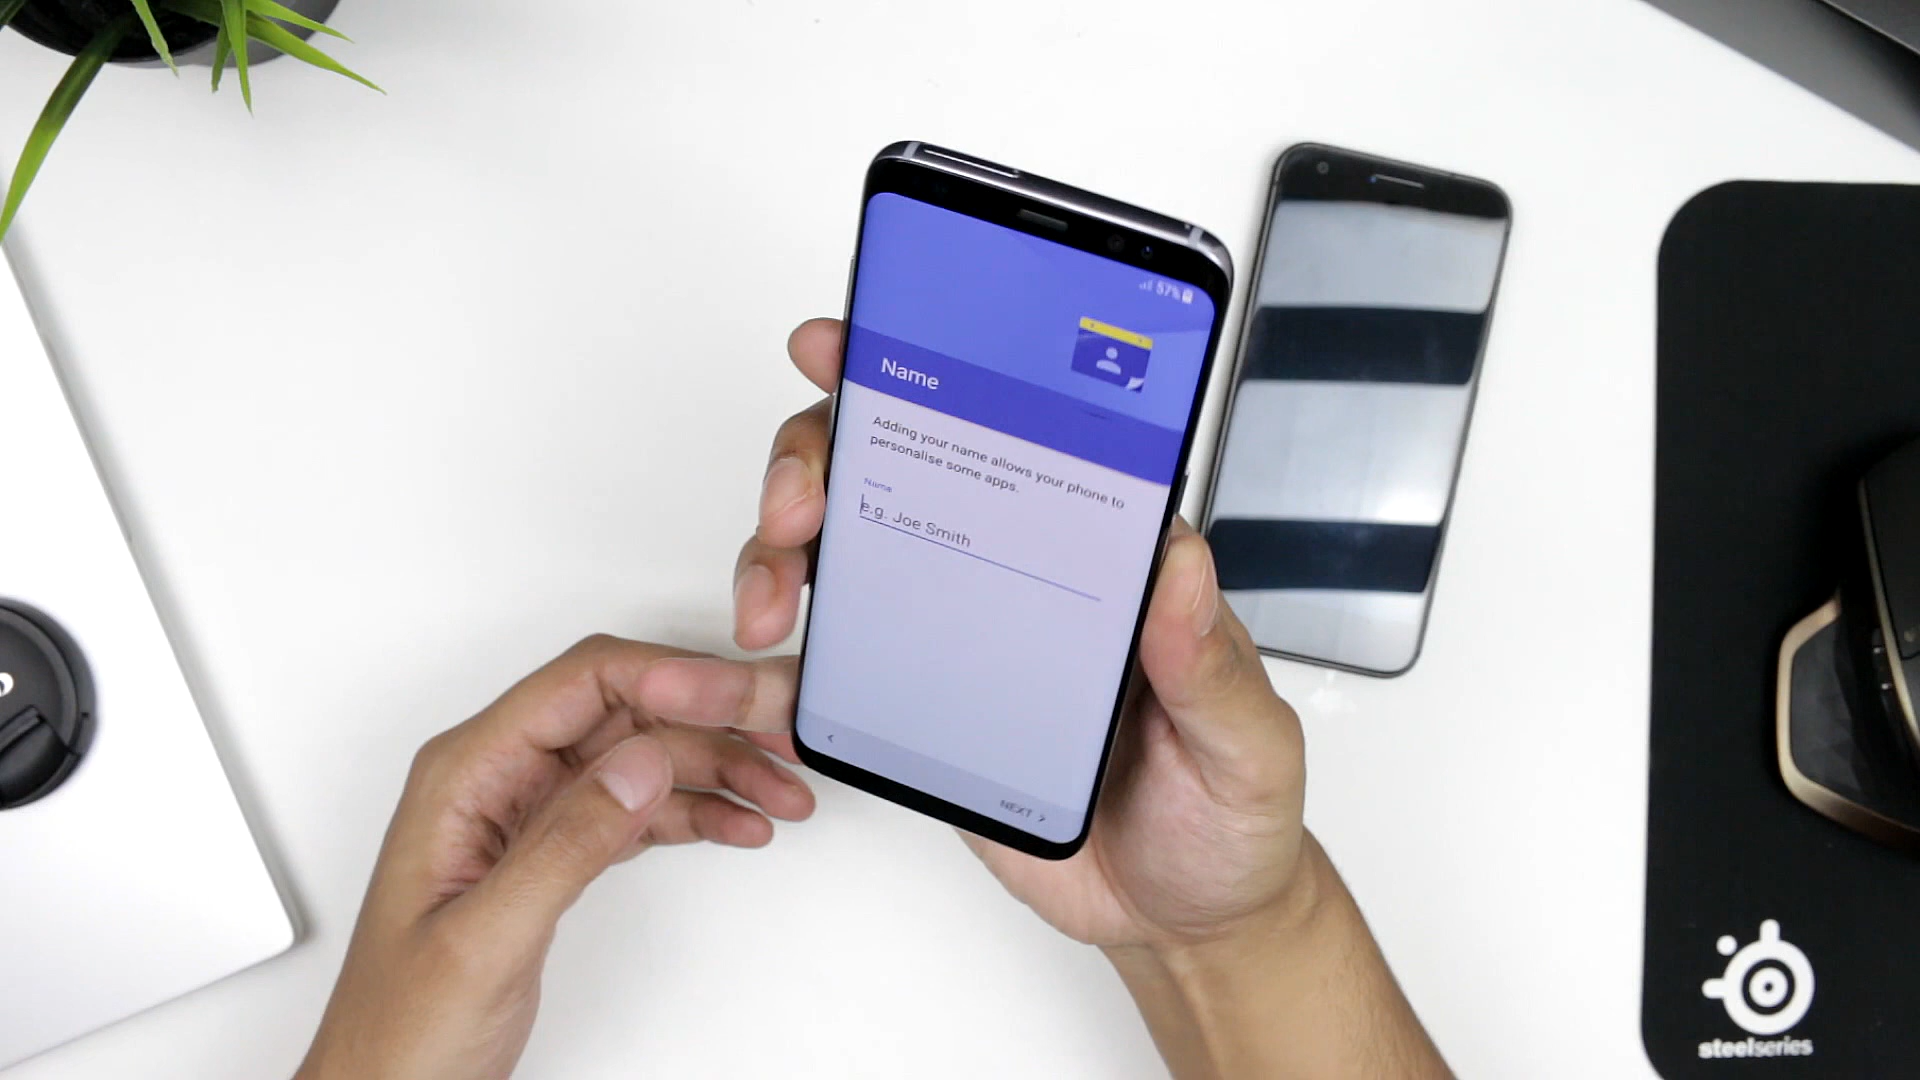 57%
Name
Adding your name allows your phone to
personalise some apps.
Name
e.g. Joe Smith
NEXT
steelseries